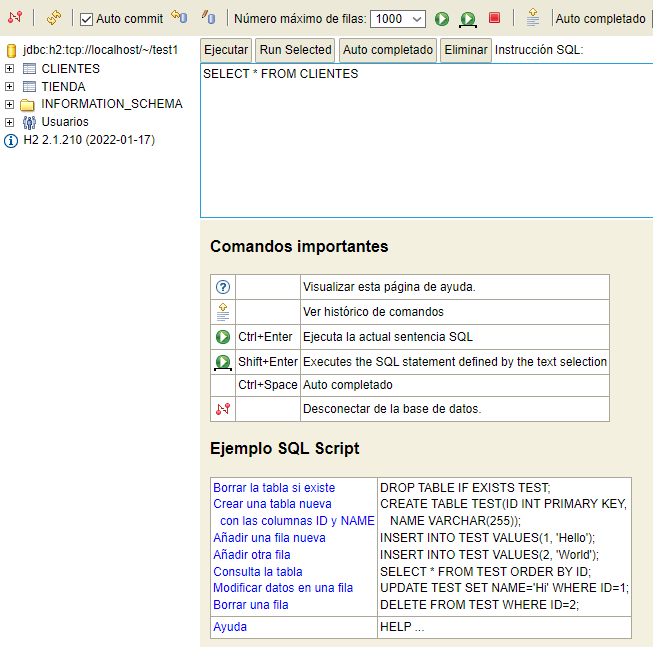 Auto commit
Número máximo de filas:
1000
Auto completado
jdbc:h2:tcp://localhost/~/test1
CLIENTES
TIENDA
INFORMATION_SCHEMA
Usuarios
H2 2.1.210 (2022-01-17)
Ejecutar
Run Selected
Auto completado
Eliminar
Instrucción SQL:
SELECT * FROM CLIENTES
Comandos importantes
Visualizar esta página de ayuda.
Ver histórico de comandos
Ctrl+Enter Ejecuta la actual sentencia SQL
Shift+Enter Executes the SQL statement defined by the text selection
Ctrl+Space Auto completado
Desconectar de la base de datos.
Ejemplo SQL Script
Borrar la tabla si existe DROP TABLE IF EXISTS TEST;
Crear una tabla nueva CREATE TABLE TEST(ID INT PRIMARY KEY,
con las columnas ID y NAME NAME VARCHAR(255));
Añadir una fila nueva INSERT INTO TEST VALUES(1, 'Hello');
Añadir otra fila INSERT INTO TEST VALUES(2, 'World');
Consulta la tabla SELECT * FROM TEST ORDER BY ID;
Modificar datos en una fila UPDATE TEST SET NAME='Hi' WHERE ID=1;
Borrar una fila DELETE FROM TEST WHERE ID=2;
Ayuda HELP ...